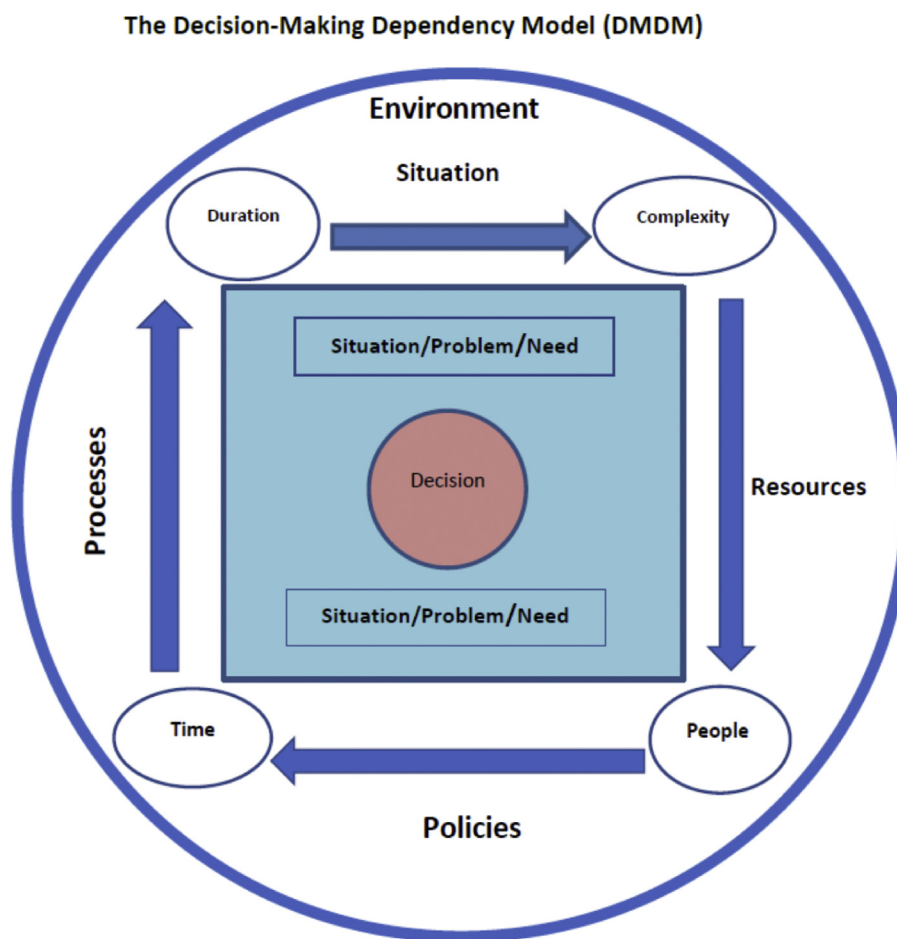 The Decision-Making Dependency Model (DMDM)
Environment
Situation
Duration
Complexity
Situation/Problem/Need
Processes
Decision
Resources
Situation/Problem/Need
Time
People
Policies